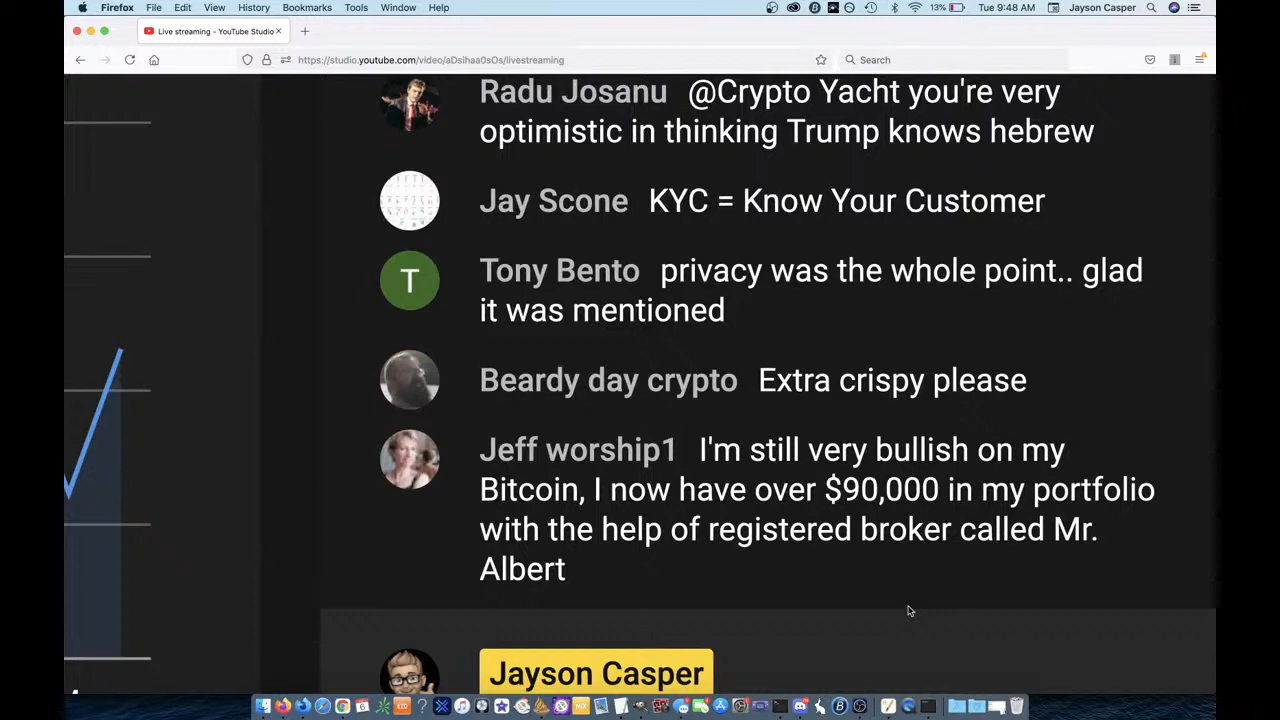 Firefox File Edit View History Bookmarks Tools Window Help 13% Tue 9:48 AM Jayson Casper
Live streaming - YouTube Studio
https://studio.youtube.com/video/aDsihaa0sOs/livestreaming Search
Radu Josanu @Crypto Yacht you're very
optimistic in thinking Trump knows hebrew
Jay Scone KYC = Know Your Customer
T Tony Bento privacy was the whole point.. glad
it was mentioned
Beardy day crypto Extra crispy please
Jeff worship1 I'm still very bullish on my
Bitcoin, I now have over $90,000 in my portfolio
with the help of registered broker called Mr.
Albert
Jayson Casper